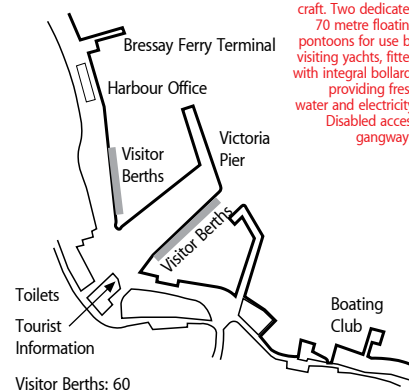 craft. Two dedicate
70 metre floatin
pontoons for use b
visiting yachts, fitte
with integral bollard
providing fres
water and electricity
Disabled acces
gangway
Bressay Ferry Terminal
Harbour Office
Visitor
Berths
Victoria
Pier
Visitor Berths
Toilets
Tourist
Information
Boating
Club
Visitor Berths: 60